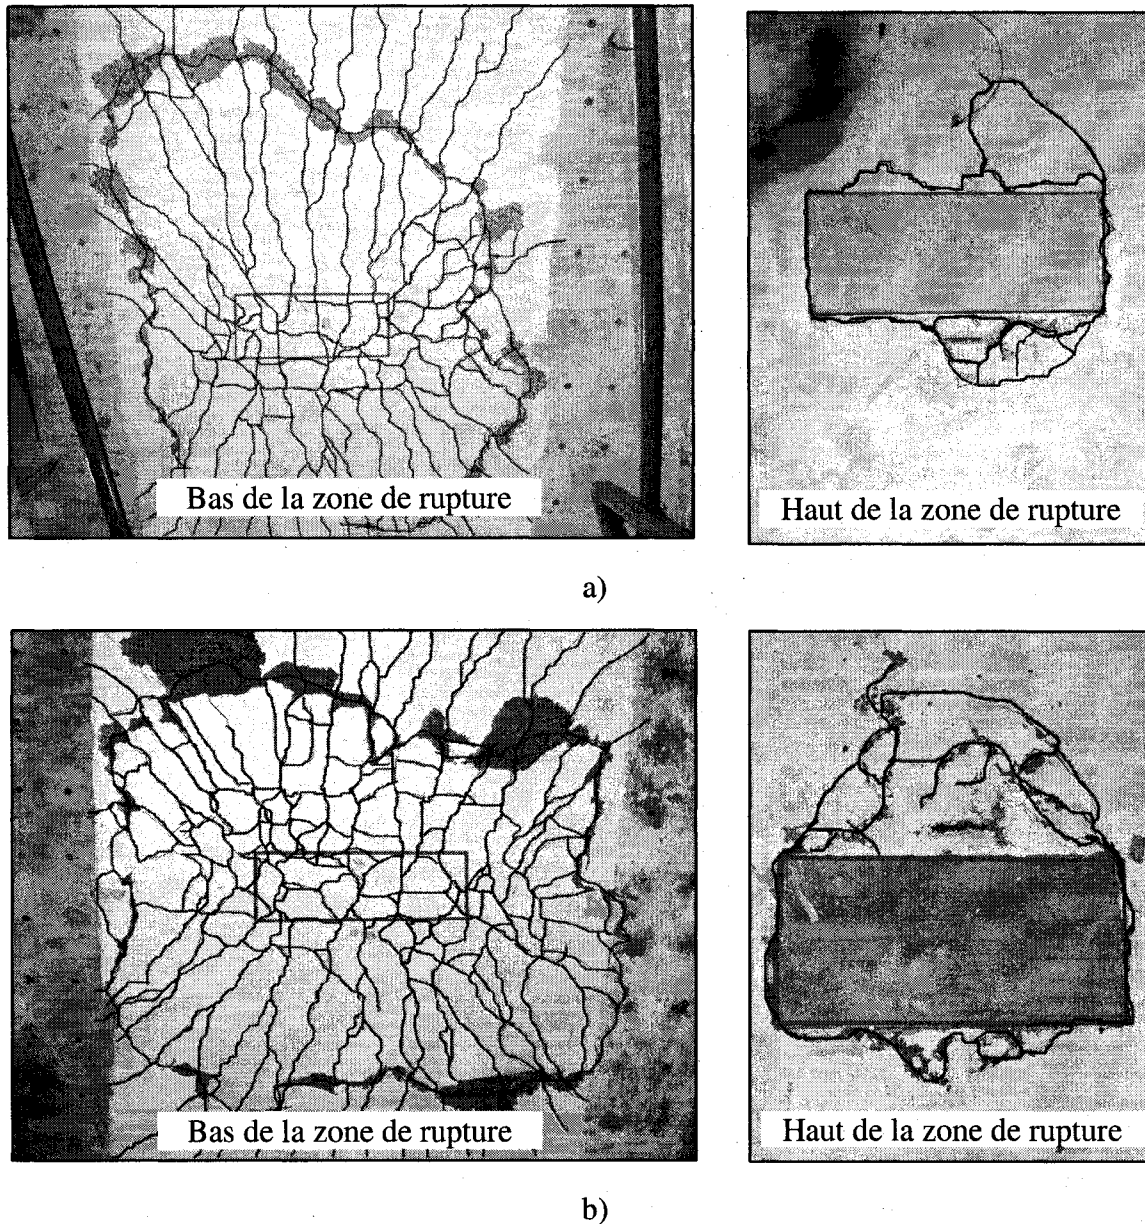 Bas de la zone de rupture
Haut de la zone de rupture
a)
Bas de la zone de rupture
Haut de la zone de rupture
b)